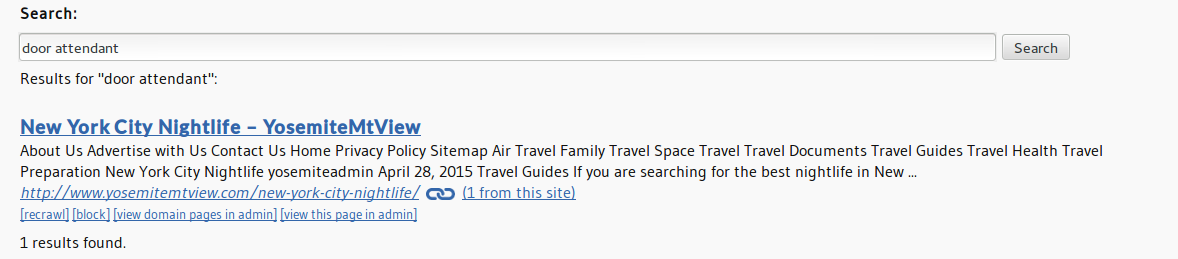 Search:
door attendant Search
Results for "door attendant":
New York City Nightlife – YosemiteMtView
About Us Advertise with Us Contact Us Home Privacy Policy Sitemap Air Travel Family Travel Space Travel Travel Documents Travel Guides Travel Health Travel
Preparation New York City Nightlife yosemiteadmin April 28, 2015 Travel Guides If you are searching for the best nightlife in New ...
http://www.yosemitemtview.com/new-york-city-nightlife/ (1 from this site)
[recrawl] [block] [view domain pages in admin] [view this page in admin]
1 results found.